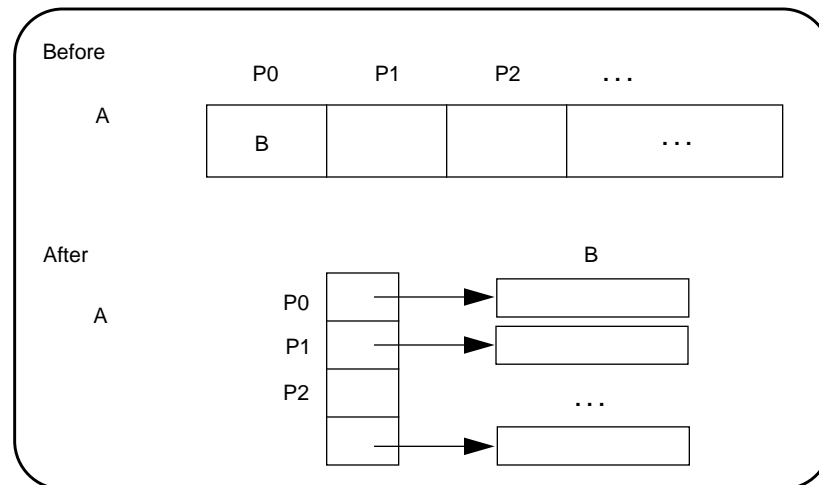 Before
P0 P1 P2 ...
A
B ...
After B
P0
A
P1
P2
...